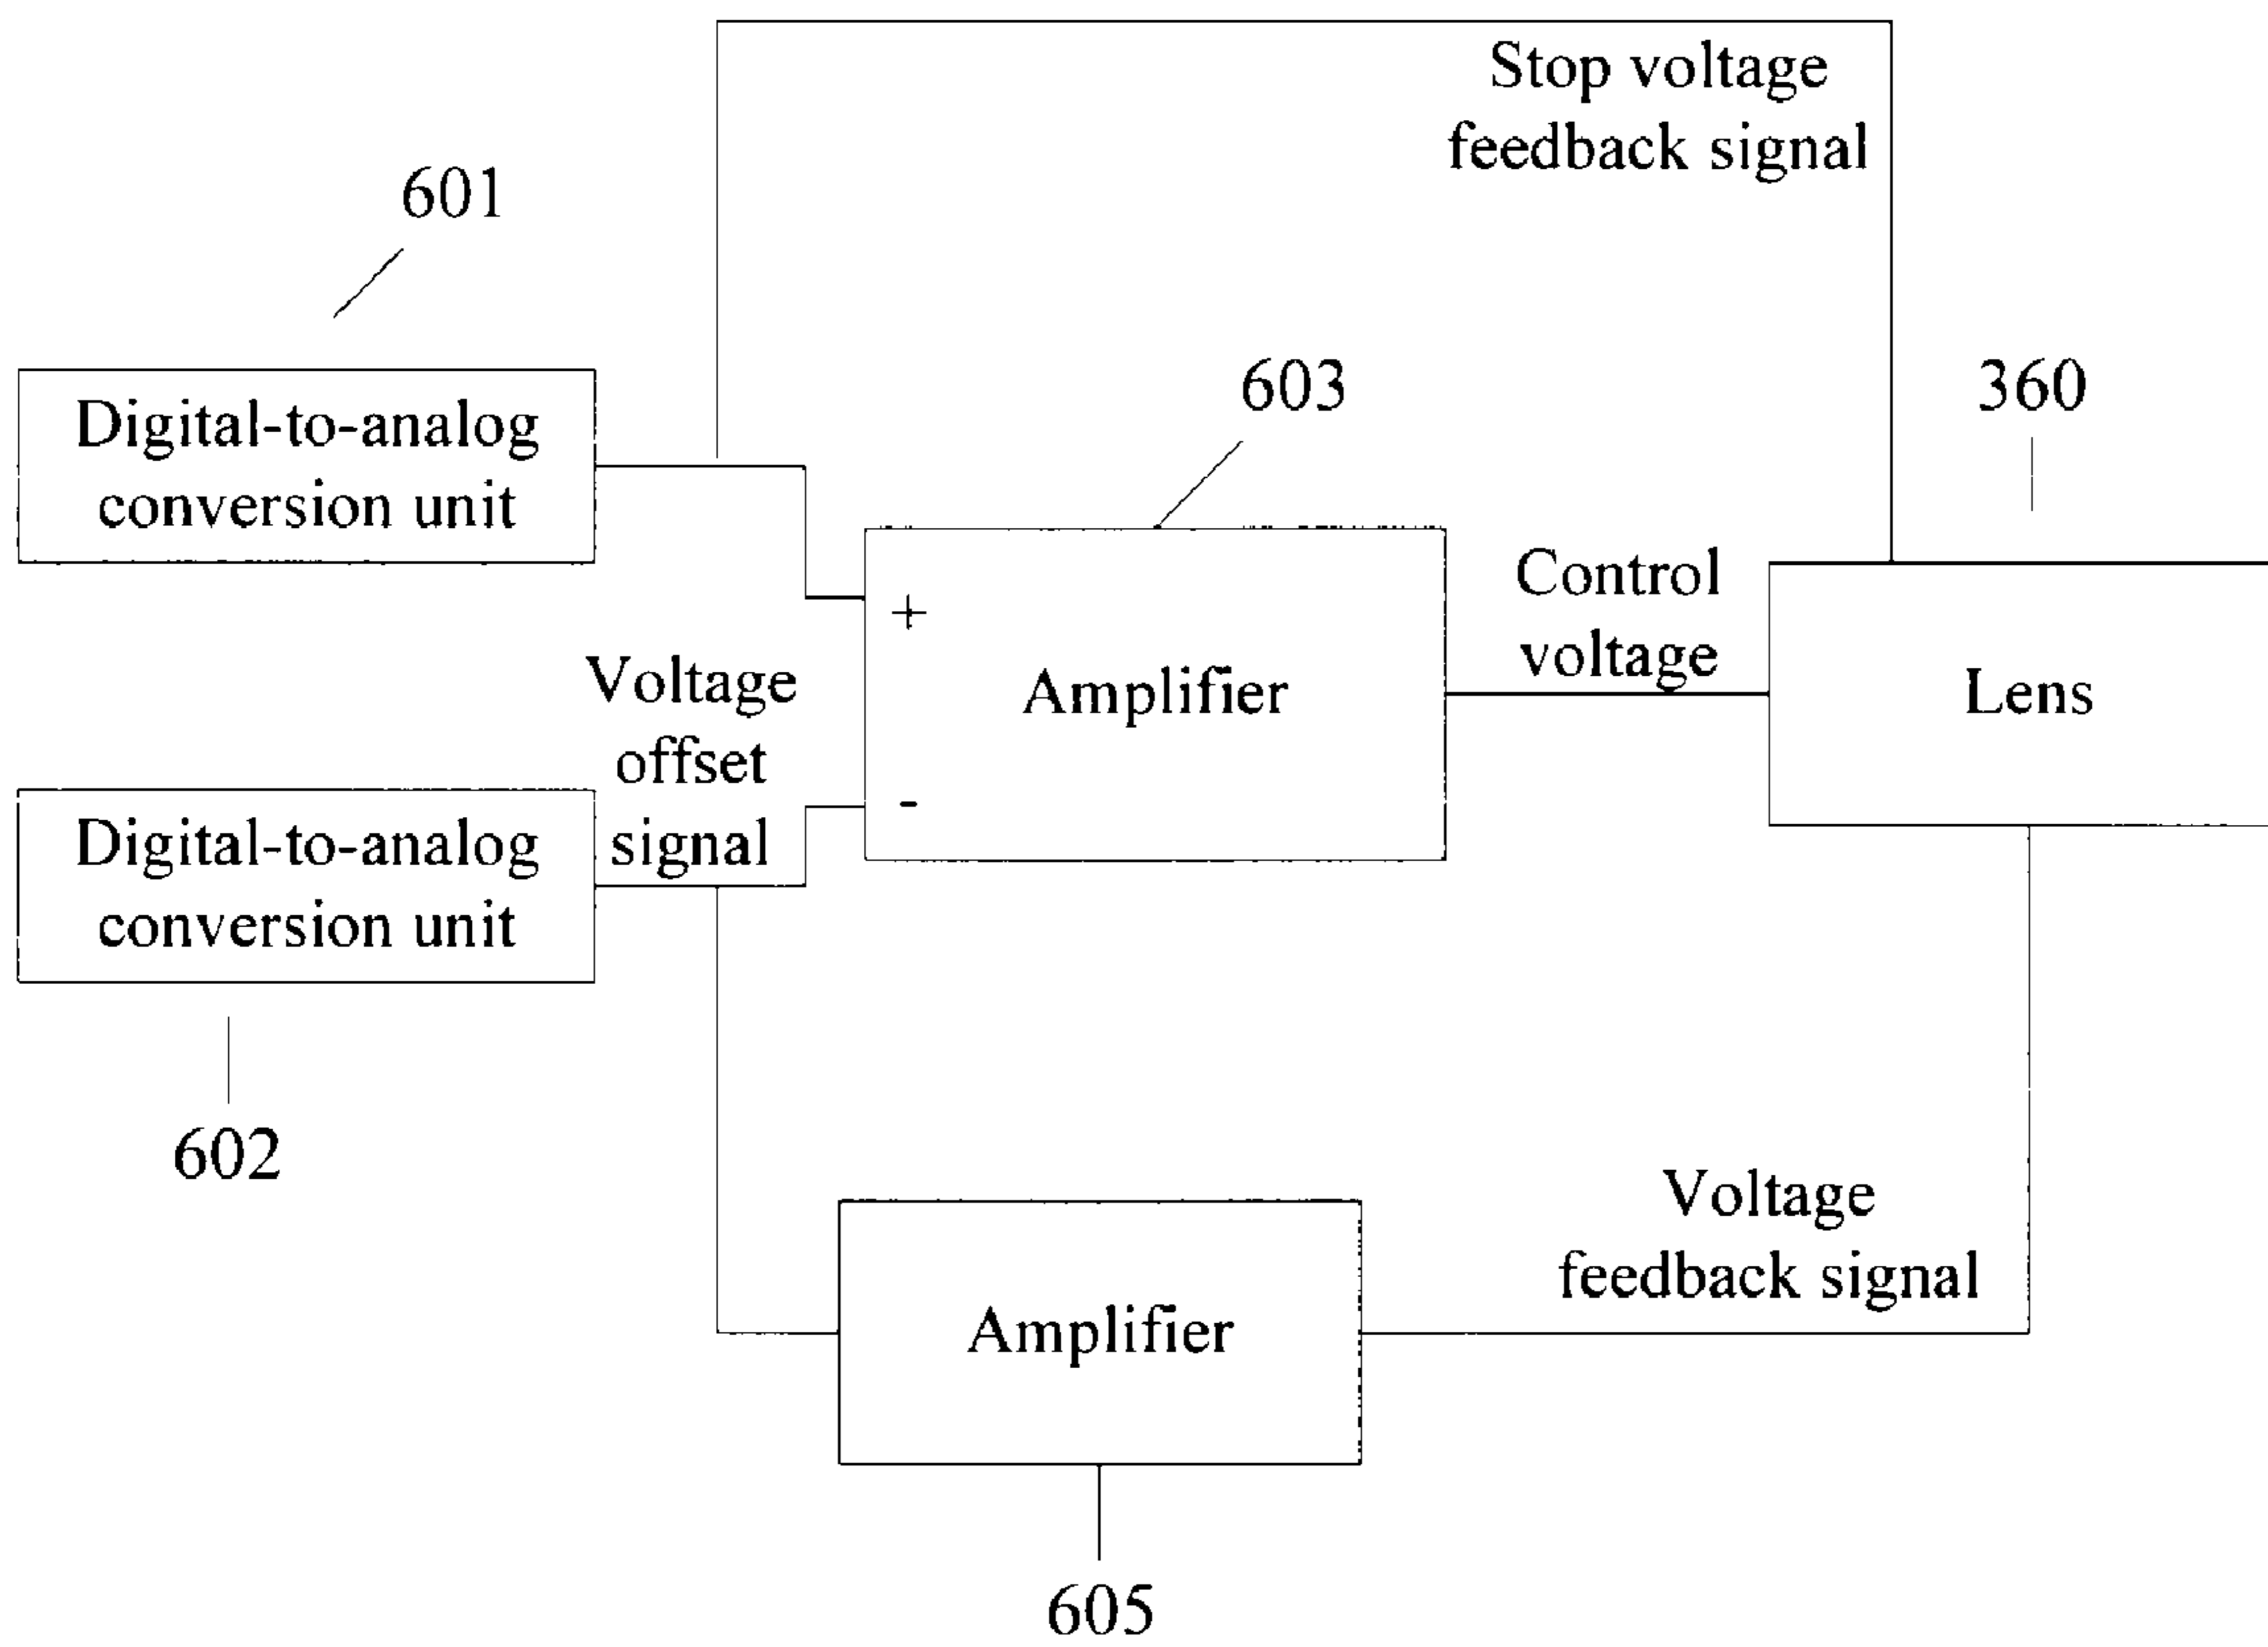 Stop voltage
feedback signal
601
Digital-to-analog
conversion unit
603
360
+
Amplifier
-
Control
voltage
Lens
Voltage
offset
signal
Digital-to-analog
conversion unit
602
Voltage
feedback signal
Amplifier
605